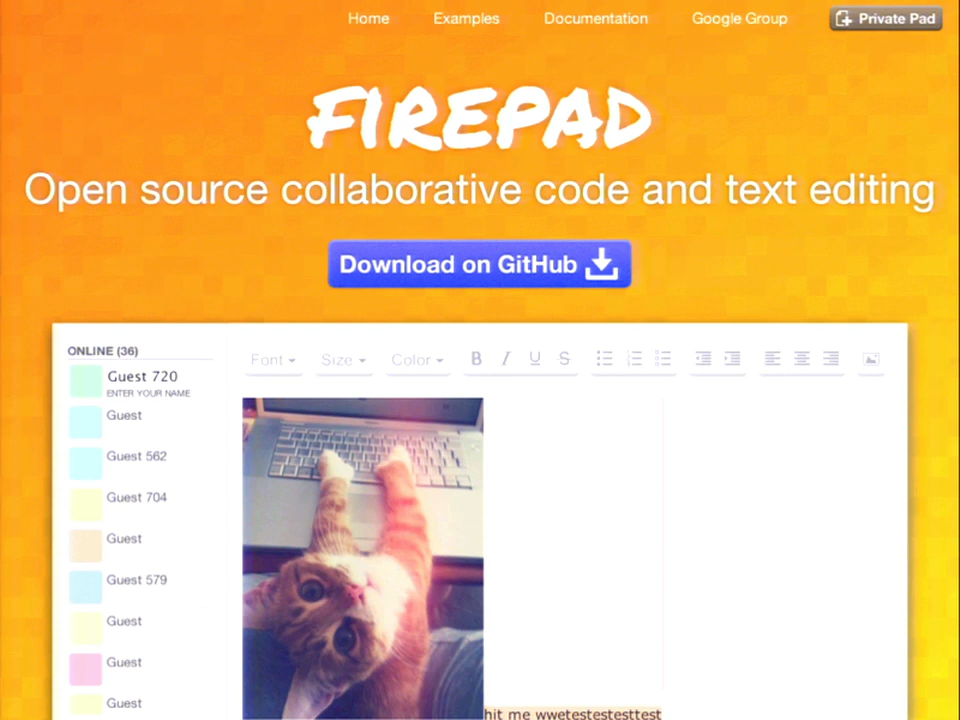 Home Examples Documentation Google Group Private Pad
FIREPAD
Open source collaborative code and text editing
Download on GitHub
ONLINE (36)
Font Size Color B I U S
Guest 720
ENTER YOUR NAME
Guest
Guest 562
Guest 704
Guest
Guest 579
Guest
Guest
Guest
hit me wwetestestesttest